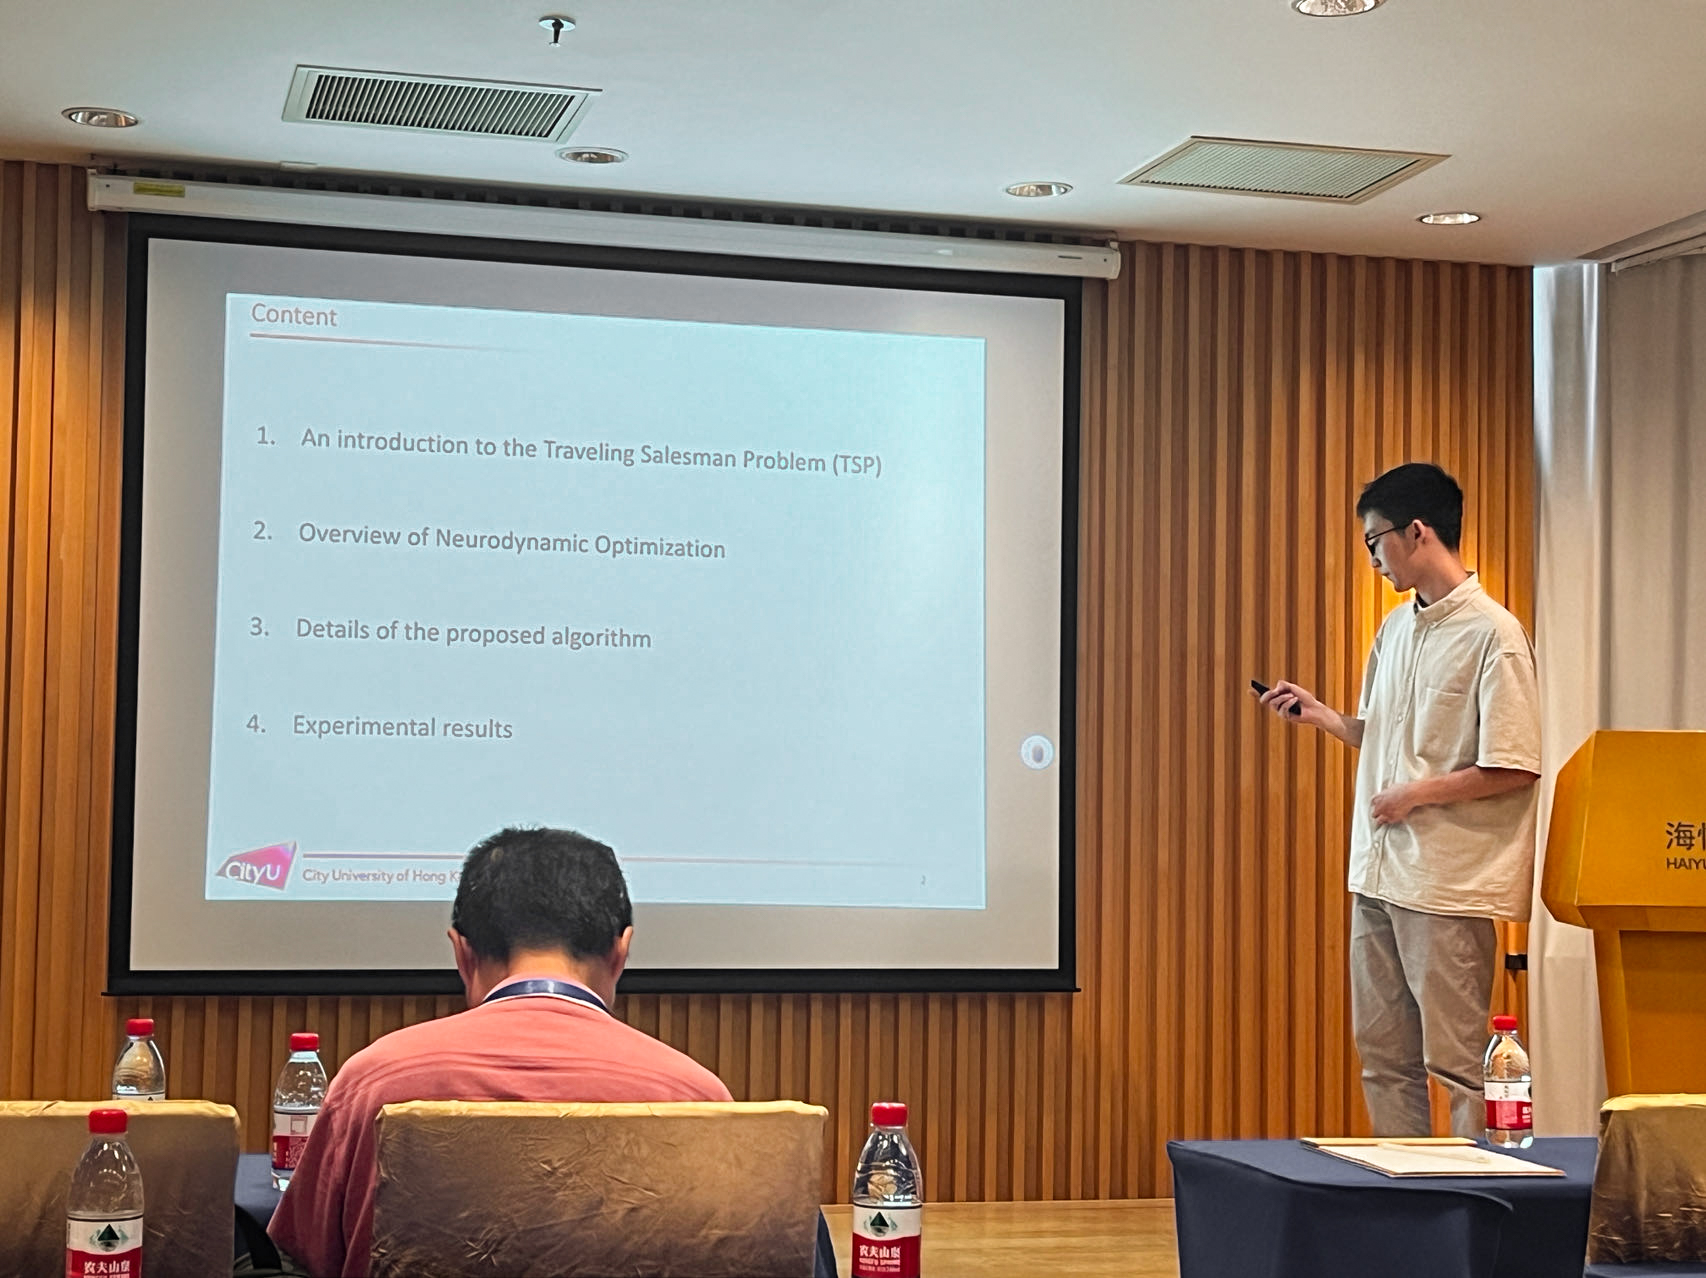 Content
1. An introduction to the Traveling Salesman Problem (TSP)
2. Overview of Neurodynamic Optimization
3. Details of the proposed algorithm
4. Experimental results
CityU
City University of Hong
2
海
HAIYU
农夫山泉
农夫山泉